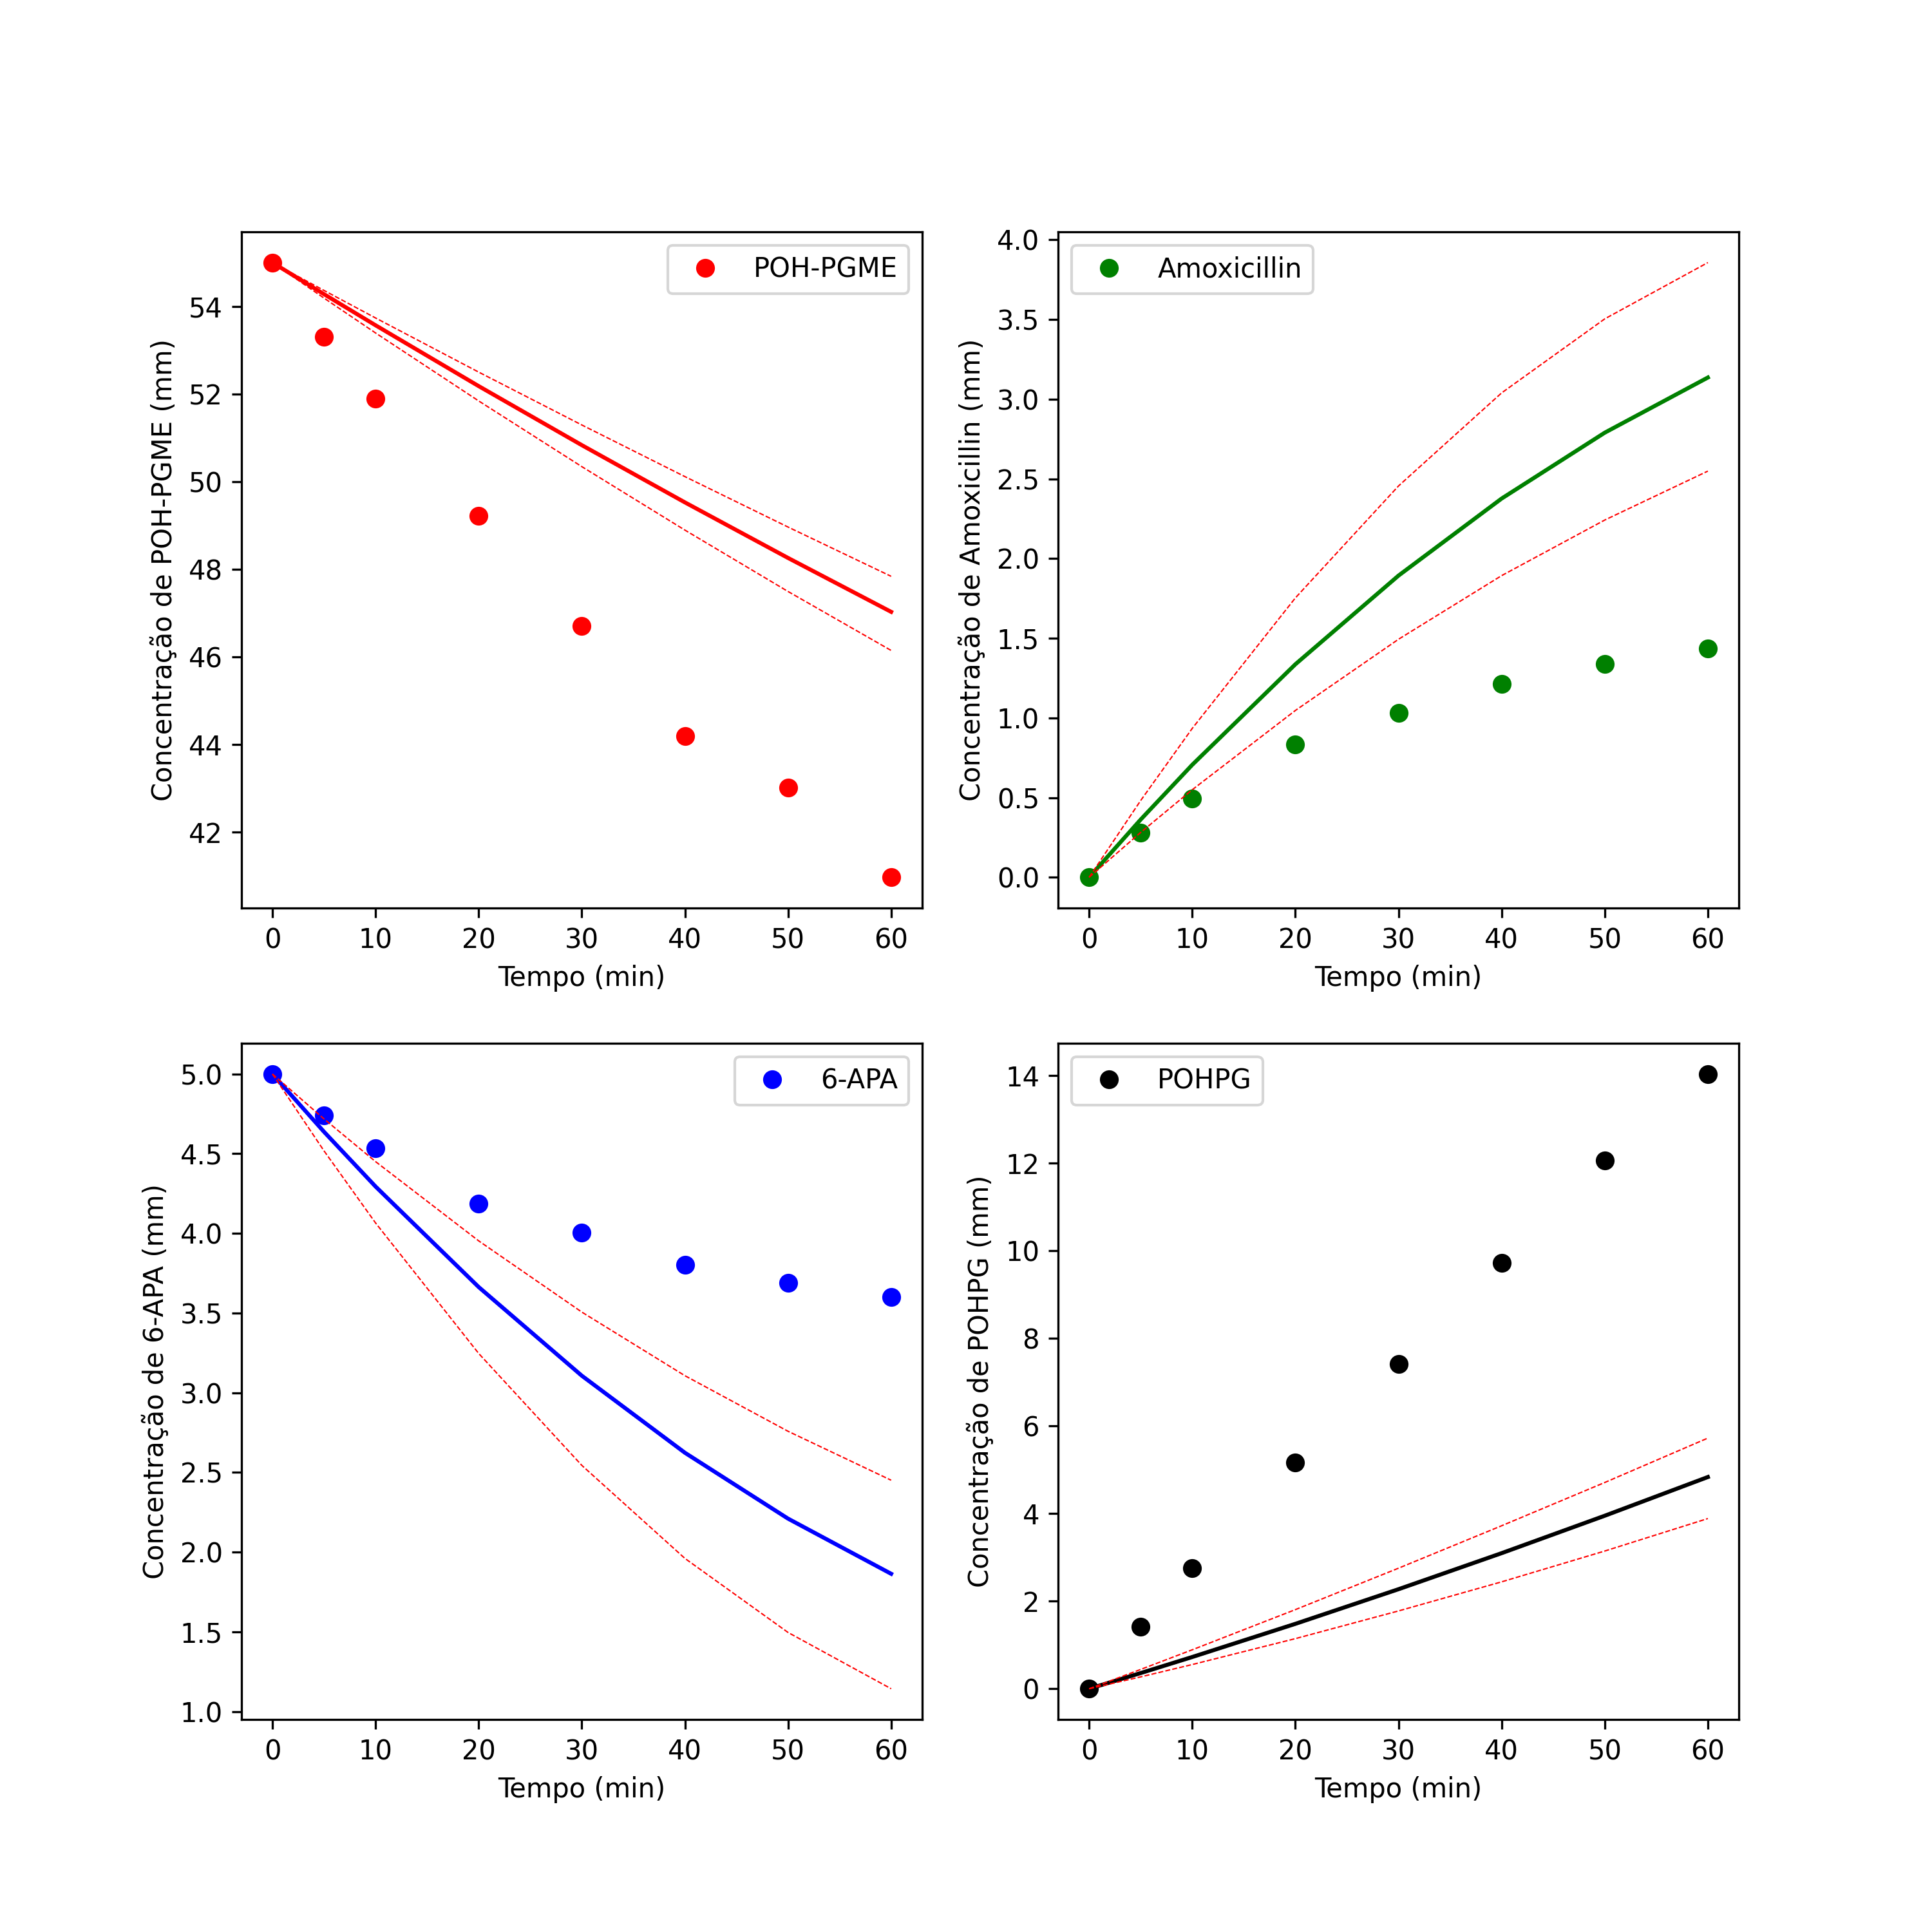 POH-PGME
Concentração de POH-PGME (mm)
54
52
50
48
46
44
42
0 10 20 30 40 50 60
Tempo (min)
Amoxicillin
Concentração de Amoxicillin (mm)
4.0
3.5
3.0
2.5
2.0
1.5
1.0
0.5
0.0
0 10 20 30 40 50 60
Tempo (min)
6-APA
Concentração de 6-APA (mm)
5.0
4.5
4.0
3.5
3.0
2.5
2.0
1.5
1.0
0 10 20 30 40 50 60
Tempo (min)
POHPG
Concentração de POHPG (mm)
14
12
10
8
6
4
2
0
0 10 20 30 40 50 60
Tempo (min)